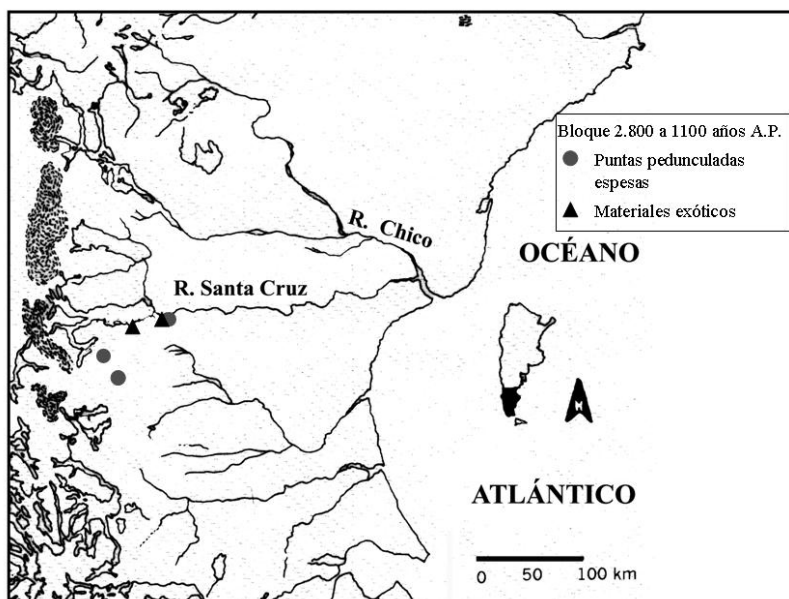 Bloque 2.800 a 1100 años A.P.
Puntas pedunculadas
espesas
Materiales exóticos
R. Chico
OCÉANO
R. Santa Cruz
N
ATLÁNTICO
0 50 100 km